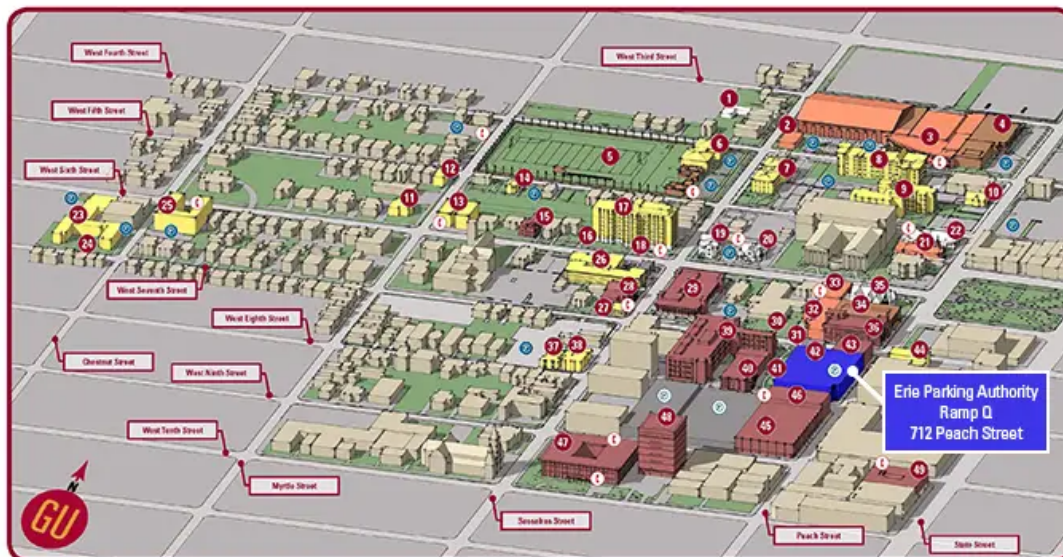 West Fourth Street
West Third Street
West Fifth Street
1
2
3
4
5
6
7
8
9
10
11
12
13
14
15
16
17
18
19
20
21
22
West Sixth Street
23
24
25
26
27
28
29
30
31
32
33
34
35
36
37
38
39
40
41
42
43
44
45
46
47
48
49
West Seventh Street
West Eighth Street
Chestnut Street
West Ninth Street
Erie Parking Authority
Ramp Q
712 Peach Street
West Tenth Street
Myrtle Street
Sassafras Street
Peach Street
State Street
N
GU